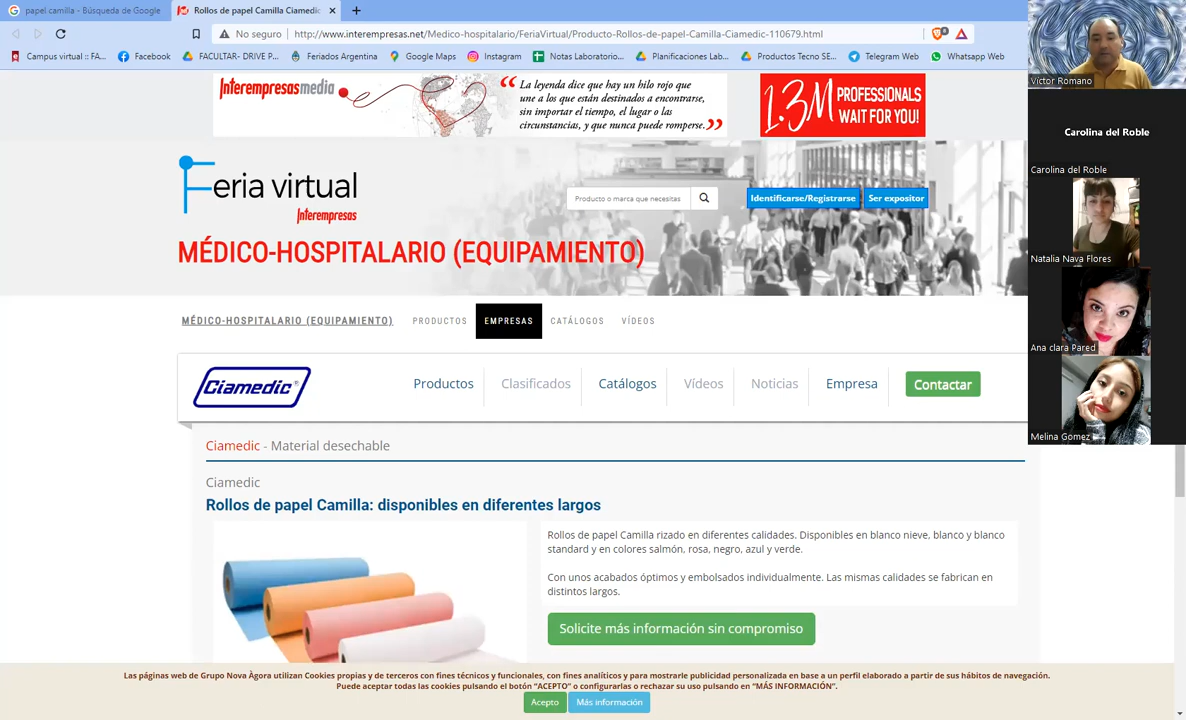 papel camilla - Búsqueda de Google
Rollos de papel Camilla Ciamedic
No seguro
http://www.interempresas.net/Medico-hospitalario/FeriaVirtual/Producto-Rollos-de-papel-Camilla-Ciamedic-110679.html
Campus virtual :: FA...
Facebook
FACULTAR- DRIVE P...
Feriados Argentina
Google Maps
Instagram
Notas Laboratorio...
Planificaciones Lab...
Productos Tecno SE...
Telegram Web
Whatsapp Web
Interempresasmedia
“La leyenda dice que hay un hilo rojo que
une a los que están destinados a encontrarse,
sin importar el tiempo, el lugar o las
circunstancias, y que nunca puede romperse.”
1.3M PROFESSIONALS
WAIT FOR YOU!
Feria virtual
Interempresas
Producto o marca que necesitas
Identificarse/Registrarse
Ser expositor
MÉDICO-HOSPITALARIO (EQUIPAMIENTO)
MÉDICO-HOSPITALARIO (EQUIPAMIENTO)
PRODUCTOS
EMPRESAS
CATÁLOGOS
VÍDEOS
Ciamedic®
Productos
Clasificados
Catálogos
Vídeos
Noticias
Empresa
Contactar
Ciamedic - Material desechable
Ciamedic
Rollos de papel Camilla: disponibles en diferentes largos
Rollos de papel Camilla rizado en diferentes calidades. Disponibles en blanco nieve, blanco y blanco
standard y en colores salmón, rosa, negro, azul y verde.
Con unos acabados óptimos y embolsados individualmente. Las mismas calidades se fabrican en
distintos largos.
Solicite más información sin compromiso
Las páginas web de Grupo Nova Àgora utilizan Cookies propias y de terceros con fines técnicos y funcionales, con fines analíticos y para mostrarle publicidad personalizada en base a un perfil elaborado a partir de sus hábitos de navegación.
Puede aceptar todas las cookies pulsando el botón “ACEPTO” o configurarlas o rechazar su uso pulsando en “MÁS INFORMACIÓN”.
Acepto
Más información
Victor Romano
Carolina del Roble
Carolina del Roble
Natalia Nava Flores
Ana clara Pared
Melina Gomez